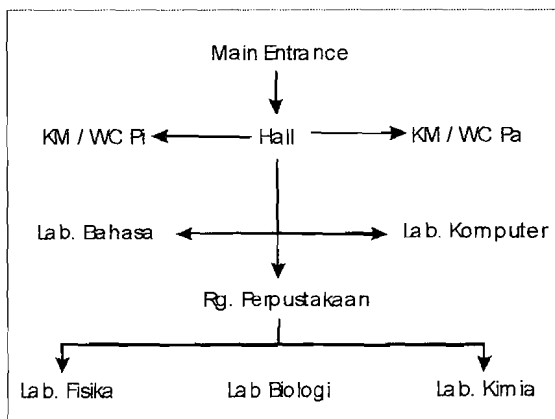 Main Entrance
KM / WC Pi Hall KM / WC Pa
Lab. Bahasa Lab. Komputer
Rg. Perpustakaan
Lab. Fisika Lab Biologi Lab. Kimia